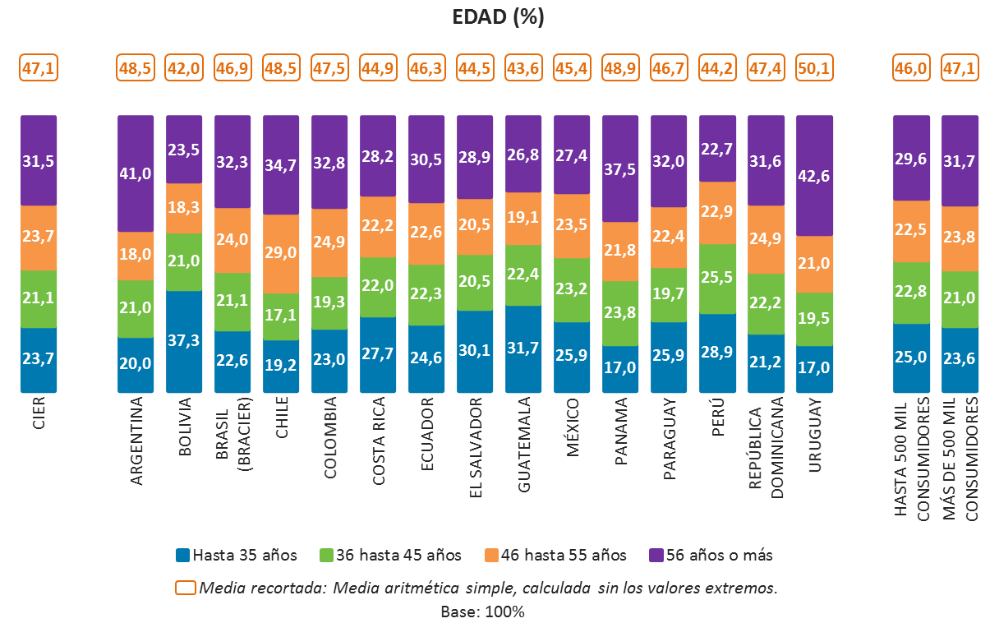 EDAD (%)
47,1 48,5 42,0 46,9 48,5 47,5 44,9 46,3 44,5 43,6 45,4 48,9 46,7 44,2 47,4 50,1 46,0 47,1
31,5 41,0 23,5 32,3 34,7 32,8 28,2 30,5 28,9 26,8 27,4 37,5 32,0 22,7 31,6 42,6 29,6 31,7
23,7 18,0 18,3 24,0 29,0 24,9 22,2 22,6 20,5 19,1 23,5 21,8 22,4 22,9 24,9 21,0 22,5 23,8
21,1 21,0 21,0 21,1 17,1 19,3 22,0 22,3 20,5 22,4 23,2 23,8 19,7 25,5 22,2 19,5 22,8 21,0
23,7 20,0 37,3 22,6 19,2 23,0 27,7 24,6 30,1 31,7 25,9 17,0 25,9 28,9 21,2 17,0 25,0 23,6
CIER
ARGENTINA
BOLIVIA
BRASIL
(BRACIER)
CHILE
COLOMBIA
COSTA RICA
ECUADOR
EL SALVADOR
GUATEMALA
MÉXICO
PANAMA
PARAGUAY
PERÚ
REPÚBLICA
DOMINICANA
URUGUAY
HASTA 500 MIL
CONSUMIDORES
MÁS DE 500 MIL
CONSUMIDORES
Hasta 35 años 36 hasta 45 años 46 hasta 55 años 56 años o más
Media recortada: Media aritmética simple, calculada sin los valores extremos.
Base: 100%